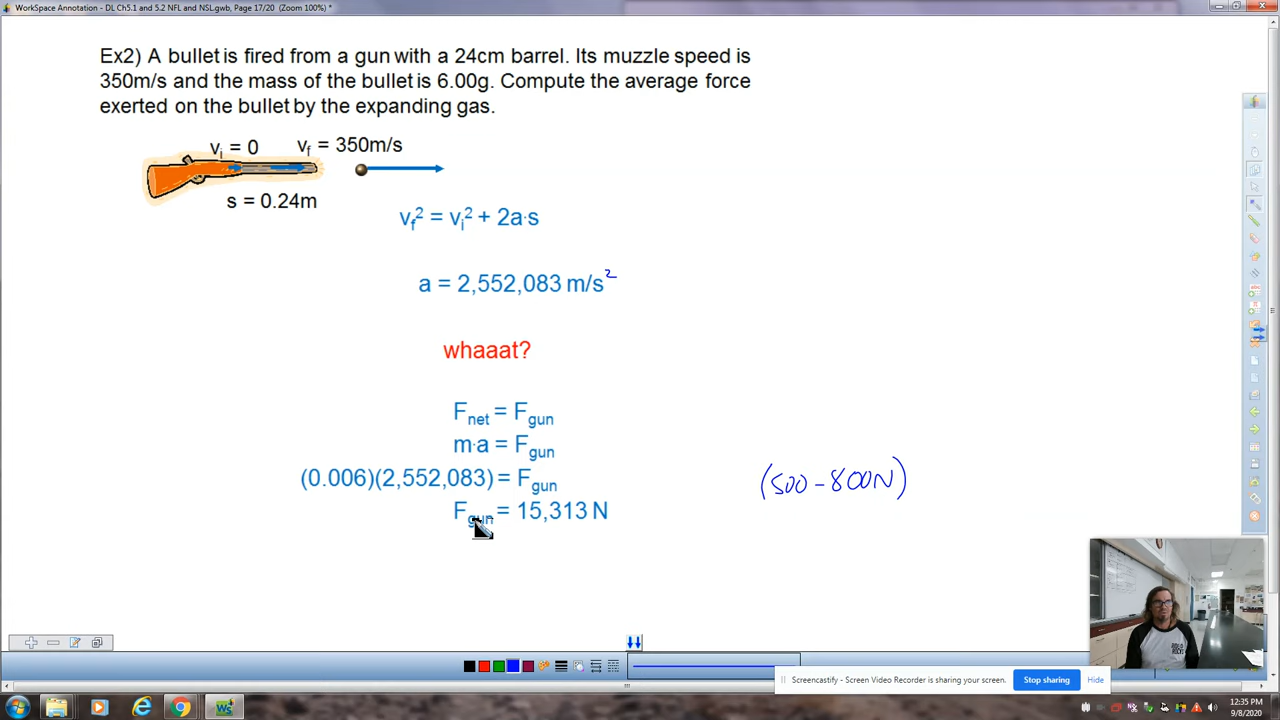 WorkSpace Annotation - DL Ch5.1 and 5.2 NFL and NSL.gwb, Page 17/20 (Zoom 100%) *
Ex2) A bullet is fired from a gun with a 24cm barrel. Its muzzle speed is
350m/s and the mass of the bullet is 6.00g. Compute the average force
exerted on the bullet by the expanding gas.
vi = 0
vf = 350m/s
s = 0.24m
vf² = vi² + 2a·s
a = 2,552,083 m/s²
whaaat?
Fnet = Fgun
m·a = Fgun
(0.006)(2,552,083) = Fgun
(500-800N)
Fgun = 15,313 N
Screencastify - Screen Video Recorder is sharing your screen.
Stop sharing
Hide
12:35 PM
9/8/2020